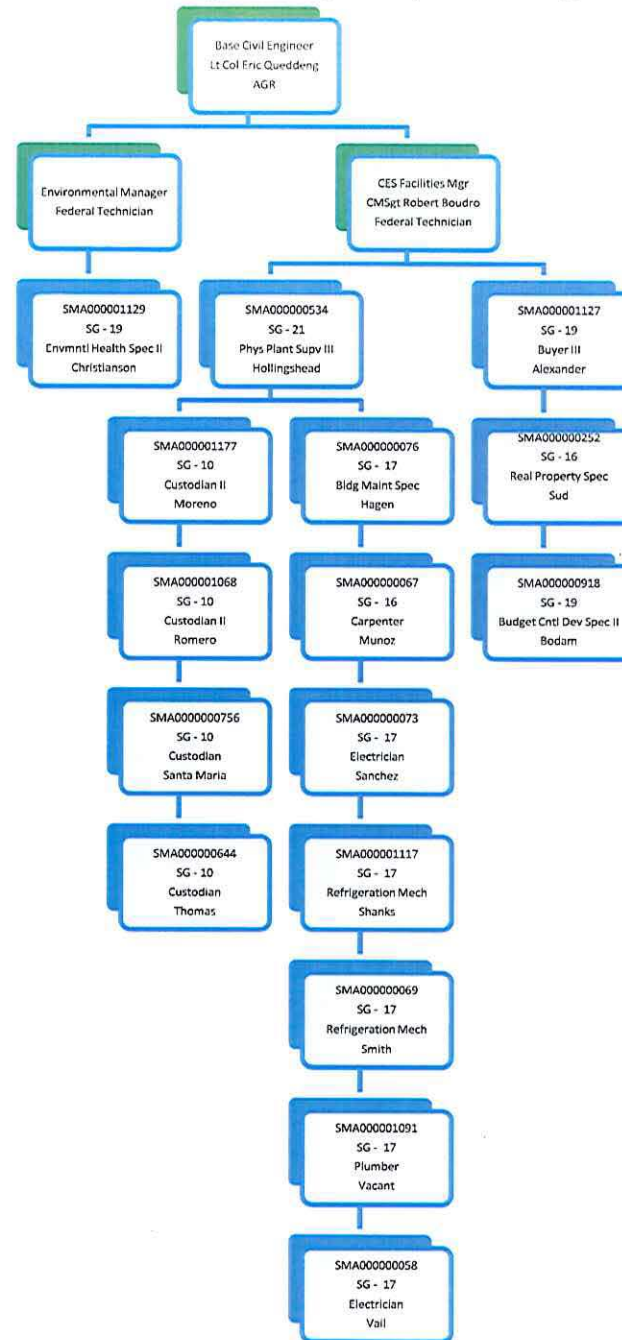 Base Civil Engineer
Lt Col Eric Queddeng
AGR
Environmental Manager
Federal Technician
CES Facilities Mgr
CMSgt Robert Boudro
Federal Technician
SMA000001129
SG - 19
Envmntl Health Spec II
Christianson
SMA000000534
SG - 21
Phys Plant Supv III
Hollingshead
SMA000001127
SG - 19
Buyer III
Alexander
SMA000001177
SG - 10
Custodian II
Moreno
SMA000000076
SG - 17
Bldg Maint Spec
Hagen
SMA000000252
SG - 16
Real Property Spec
Sud
SMA000001068
SG - 10
Custodian II
Romero
SMA000000067
SG - 16
Carpenter
Munoz
SMA000000918
SG - 19
Budget Cntl Dev Spec II
Bodam
SMA0000000756
SG - 10
Custodian
Santa Maria
SMA000000073
SG - 17
Electrician
Sanchez
SMA000000644
SG - 10
Custodian
Thomas
SMA000001117
SG - 17
Refrigeration Mech
Shanks
SMA000000069
SG - 17
Refrigeration Mech
Smith
SMA000001091
SG - 17
Plumber
Vacant
SMA000000058
SG - 17
Electrician
Vail